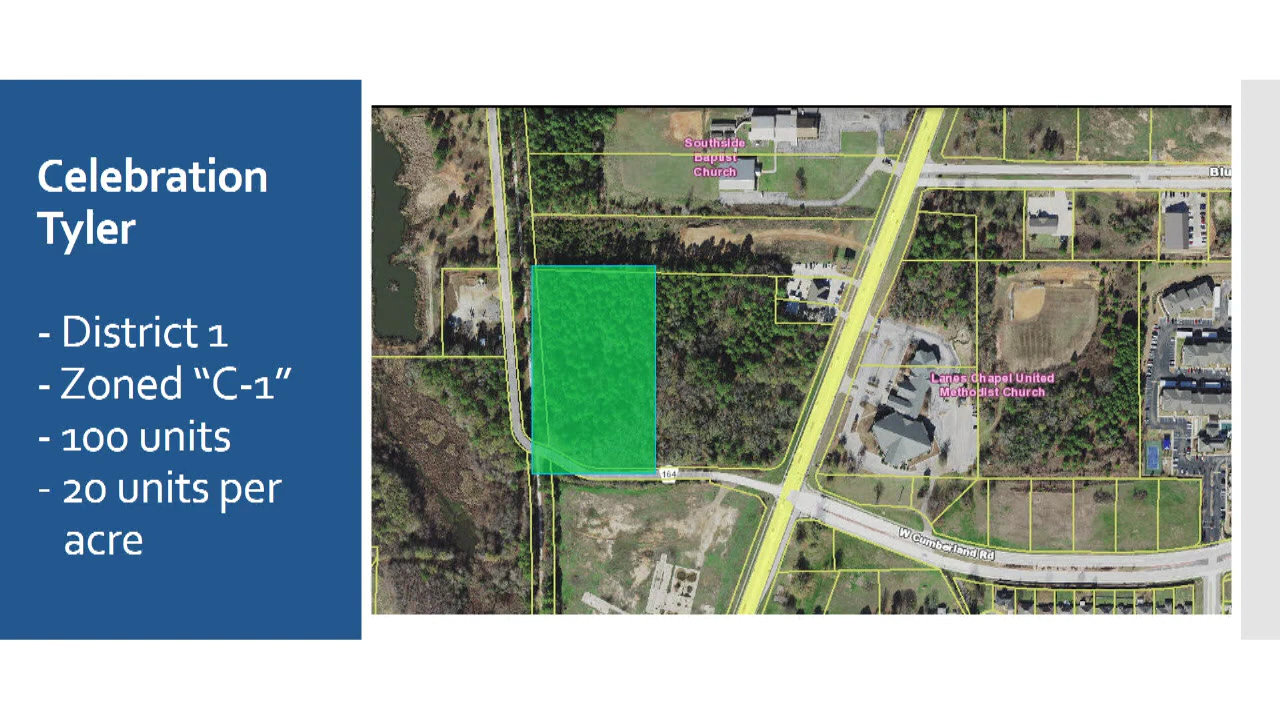 Celebration
Tyler
- District 1
- Zoned “C-1”
- 100 units
- 20 units per
acre
Southside
Baptist
Church
Blu
Lanes Chapel United
Methodist Church
164
W Cumberland Rd